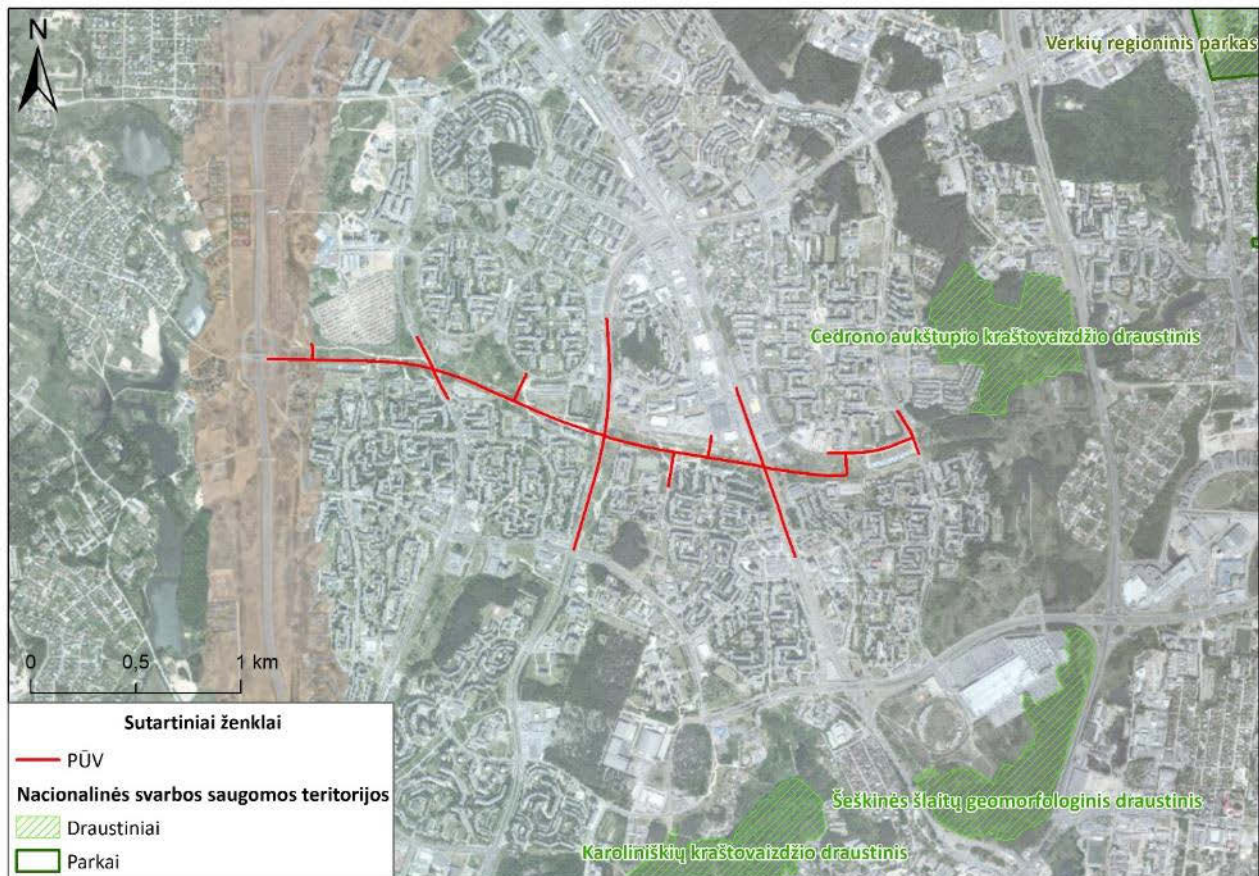 N
Verkių regioninis parkas
Cedrono aukštupio kraštovaizdžio draustinis
0 0,5 1 km
Sutartiniai ženklai
PŪV
Nacionalinės svarbos saugomos teritorijos
Draustiniai
Parkai
Šeškinės šlaitų geomorfologinis draustinis
Karoliniškių kraštovaizdžio draustinis